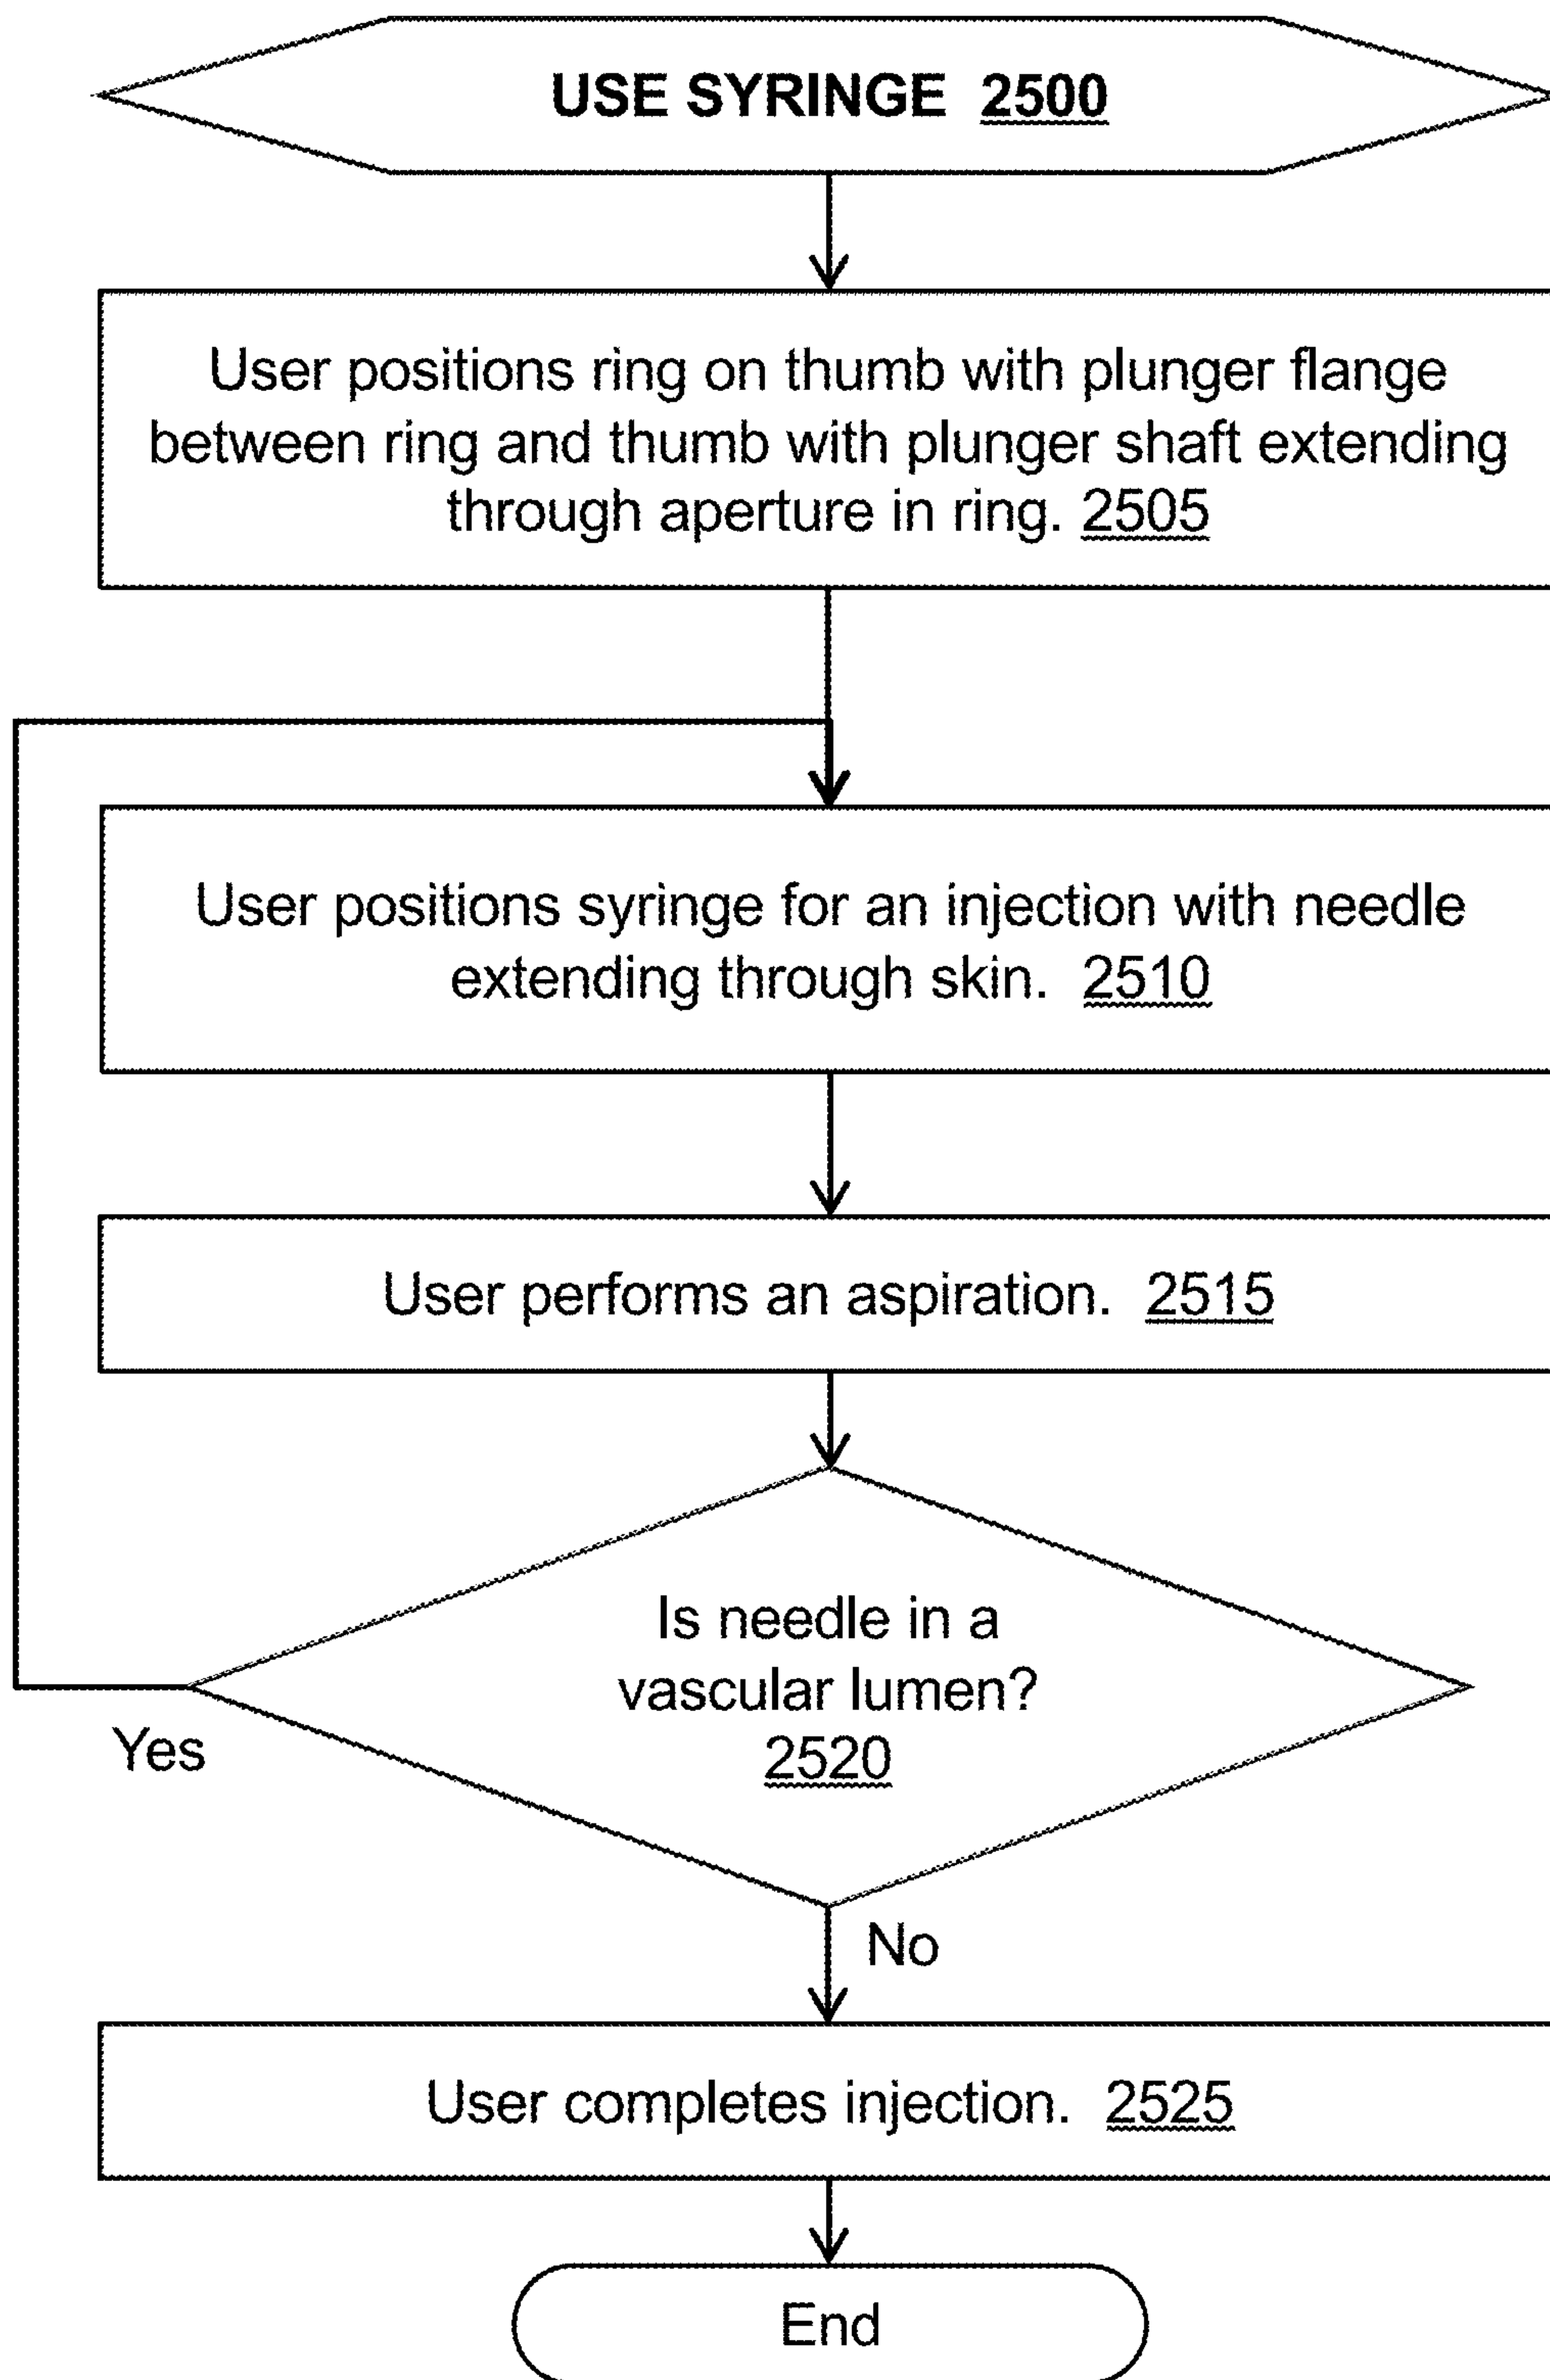 USE SYRINGE 2500
User positions ring on thumb with plunger flange
between ring and thumb with plunger shaft extending
through aperture in ring. 2505
User positions syringe for an injection with needle
extending through skin. 2510
User performs an aspiration. 2515
Is needle in a
vascular lumen?
2520
Yes
No
User completes injection. 2525
End